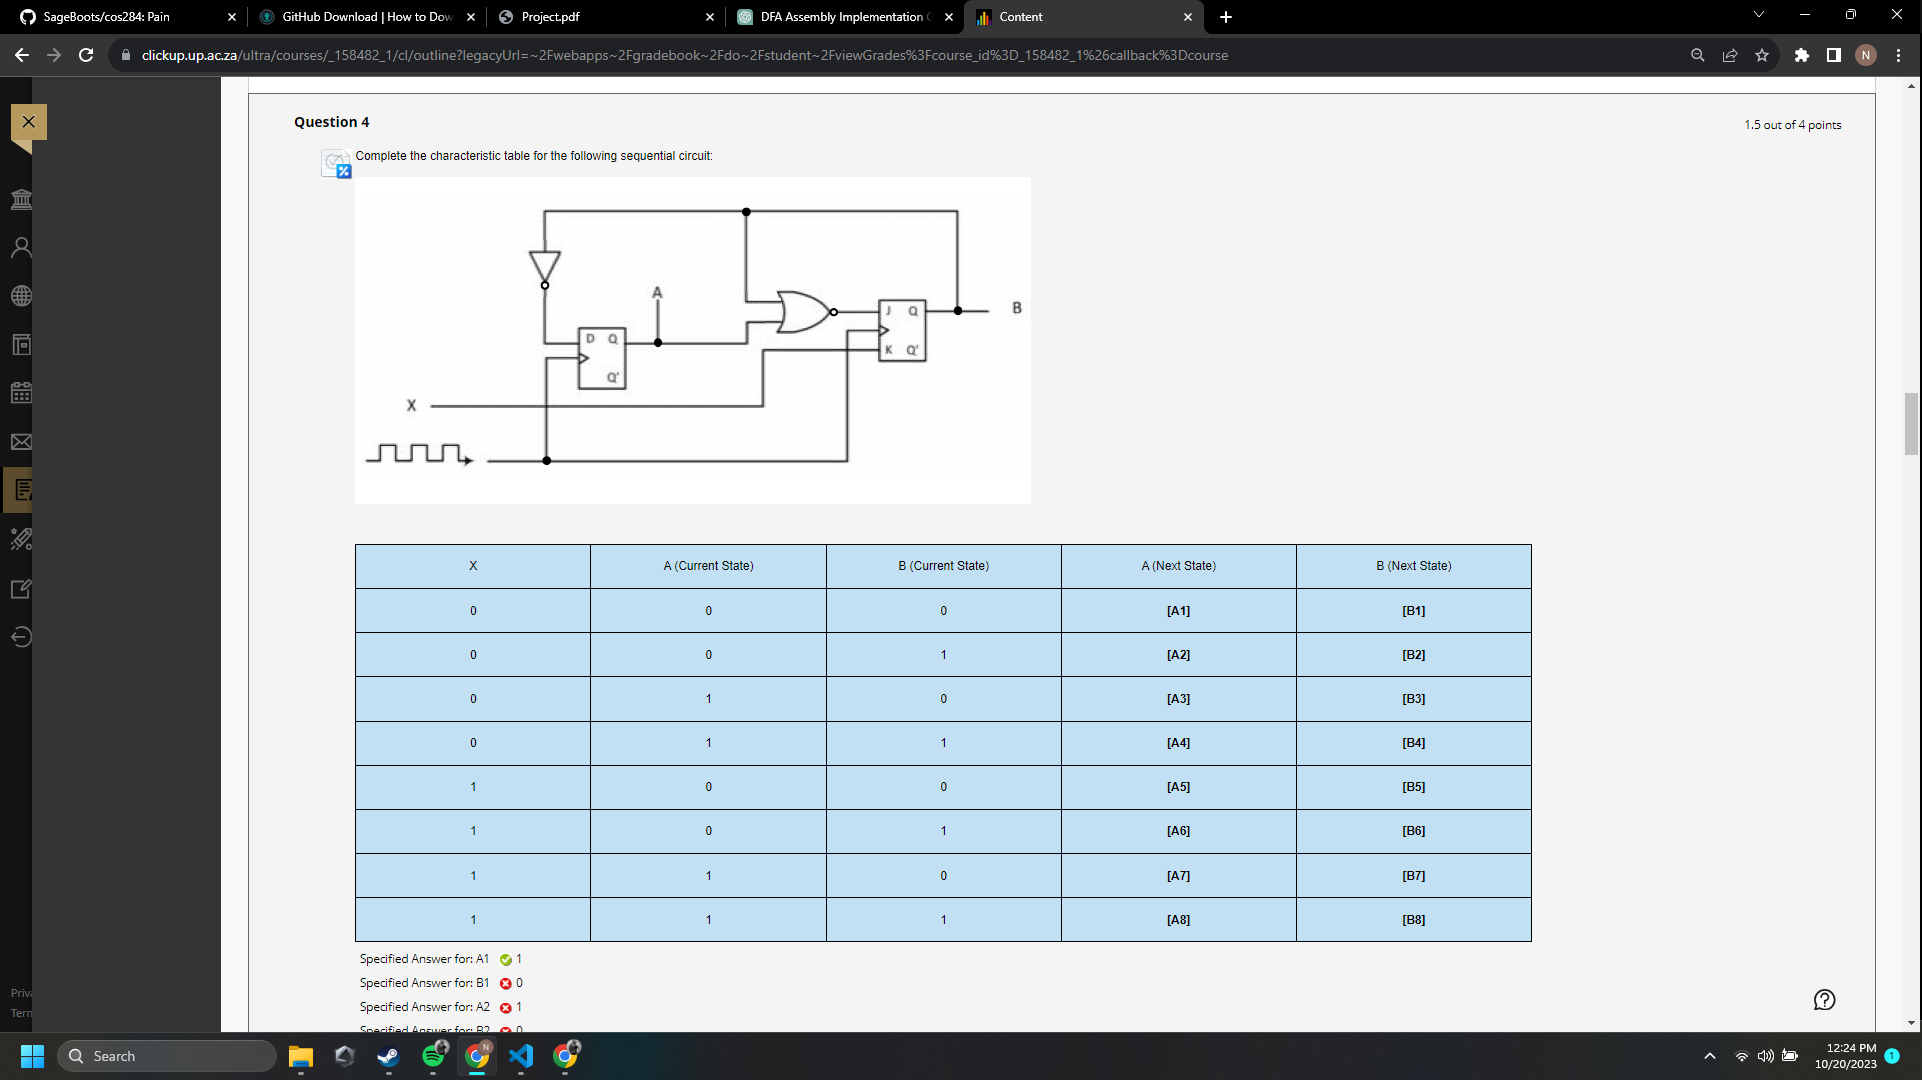 SageBoots/cos284: Pain
GitHub Download | How to Dow
Project.pdf
DFA Assembly Implementation
Content
clickup.up.ac.za/ultra/courses/_158482_1/cl/outline?legacyUrl=~2Fwebapps~2Fgradebook~2Fdo~2Fstudent~2FviewGrades%3Fcourse_id%3D_158482_1%26callback%3Dcourse
N
Question 4
1.5 out of 4 points
Complete the characteristic table for the following sequential circuit:
A
B
J Q
K Q'
D Q
Q'
X
X A (Current State) B (Current State) A (Next State) B (Next State)
0 0 0 [A1] [B1]
0 0 1 [A2] [B2]
0 1 0 [A3] [B3]
0 1 1 [A4] [B4]
1 0 0 [A5] [B5]
1 0 1 [A6] [B6]
1 1 0 [A7] [B7]
1 1 1 [A8] [B8]
Specified Answer for: A1 1
Specified Answer for: B1 0
Specified Answer for: A2 1
Specified Answer for: B2 0
Priva
Term
Search
12:24 PM
10/20/2023
1